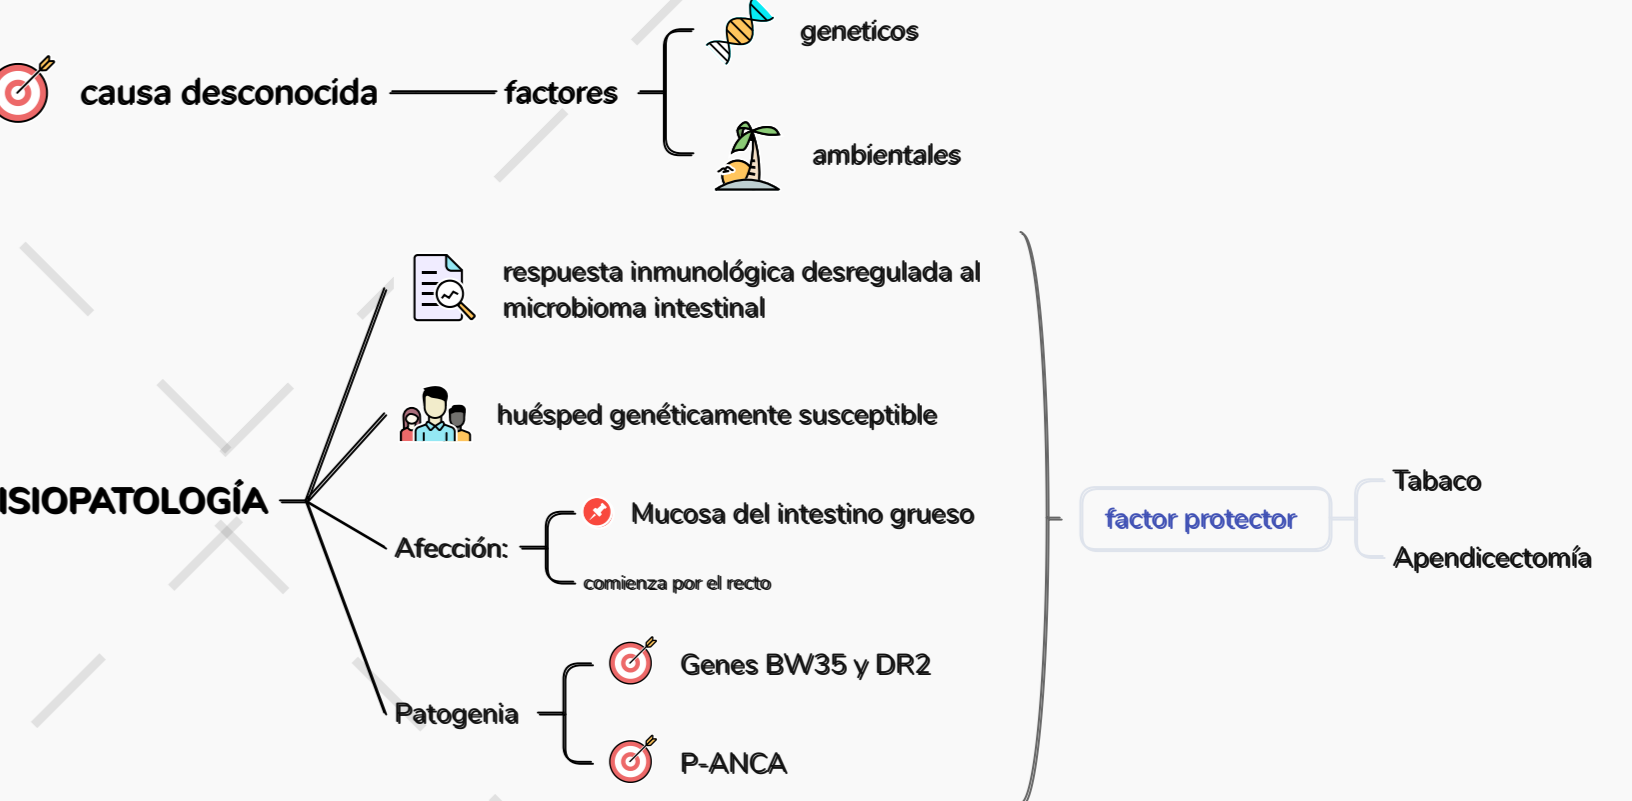 geneticos
causa desconocida
factores
ambientales
respuesta inmunológica desregulada al
microbioma intestinal
huésped genéticamente susceptible
ISIOPATOLOGÍA
Afección:
Mucosa del intestino grueso
comienza por el recto
Patogenia
Genes BW35 y DR2
P-ANCA
factor protector
Tabaco
Apendicectomía